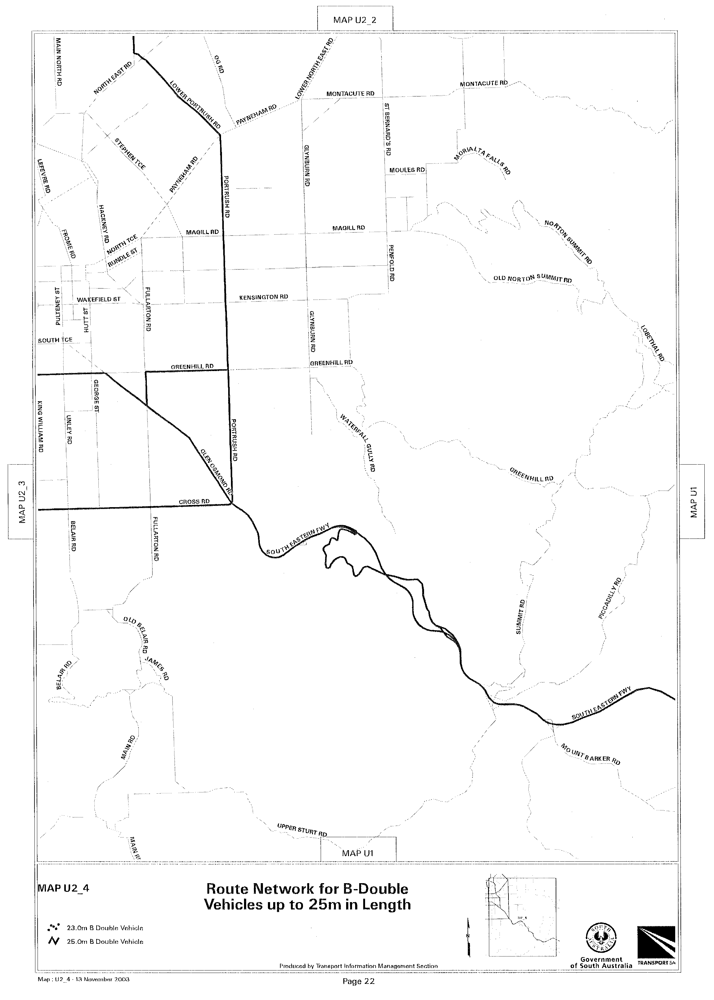 MAP U2_2
MAIN NORTH RD
NORTH EAST RD
OG RD
LOWER NORTH EAST RD
LOWER PORTRUSH RD
MONTACUTE RD
MONTACUTE RD
PAYNEHAM RD
ST BERNARD'S RD
STEPHEN TCE
GLYNBURN RD
MORIALTA FALLS RD
LEFEVRE RD
PAYNEHAM RD
MOULES RD
PORTRUSH RD
HACKNEY RD
MAGILL RD
MAGILL RD
NORTON SUMMIT RD
FROME RD
NORTH TCE
RUNDLE ST
PENFOLD RD
OLD NORTON SUMMIT RD
PULTENEY ST
WAKEFIELD ST
HUTT ST
FULLARTON RD
KENSINGTON RD
GLYNBURN RD
LOBETHAL RD
SOUTH TCE
GREENHILL RD
GREENHILL RD
GEORGE ST
KING WILLIAM RD
UNLEY RD
PORTRUSH RD
WATERFALL GULLY RD
GLEN OSMOND RD
GREENHILL RD
MAP U2_3
MAP U1
CROSS RD
BELAIR RD
FULLARTON RD
SOUTH EASTERN FWY
SUMMIT RD
PICCADILLY RD
OLD BELAIR RD
JAMES RD
BELAIR RD
SOUTH EASTERN FWY
MAIN RD
MOUNT BARKER RD
UPPER STURT RD
MAIN RD
MAP U1
MAP U2_4
Route Network for B-Double
Vehicles up to 25m in Length
23.0m B Double Vehicle
25.0m B Double Vehicle
U2_4
N
SOUTH AUSTRALIA
Government
of South Australia
TRANSPORT SA
Produced by Transport Information Management Section
Map : U2_4 - 13 November 2003
Page 22